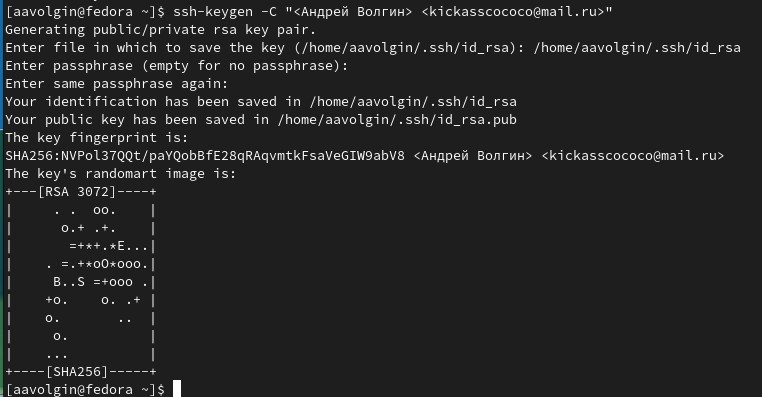 [aavolgin@fedora ~]$ ssh-keygen -C "<Андрей Волгин> <kickasscococo@mail.ru>"
Generating public/private rsa key pair.
Enter file in which to save the key (/home/aavolgin/.ssh/id_rsa): /home/aavolgin/.ssh/id_rsa
Enter passphrase (empty for no passphrase):
Enter same passphrase again:
Your identification has been saved in /home/aavolgin/.ssh/id_rsa
Your public key has been saved in /home/aavolgin/.ssh/id_rsa.pub
The key fingerprint is:
SHA256:NVPol37QQt/paYQobBfE28qRAqvmtkFsaVeGIW9abV8 <Андрей Волгин> <kickasscococo@mail.ru>
The key's randomart image is:
+---[RSA 3072]----+
|     . .  oo.    |
|      o.+ .+.    |
|       =+*+.*E...|
|    . =.+*oO*ooo.|
|     B..S =+ooo .|
|    +o.    o. .+ |
|    o.       ..  |
|     o.          |
|    ...          |
+----[SHA256]-----+
[aavolgin@fedora ~]$